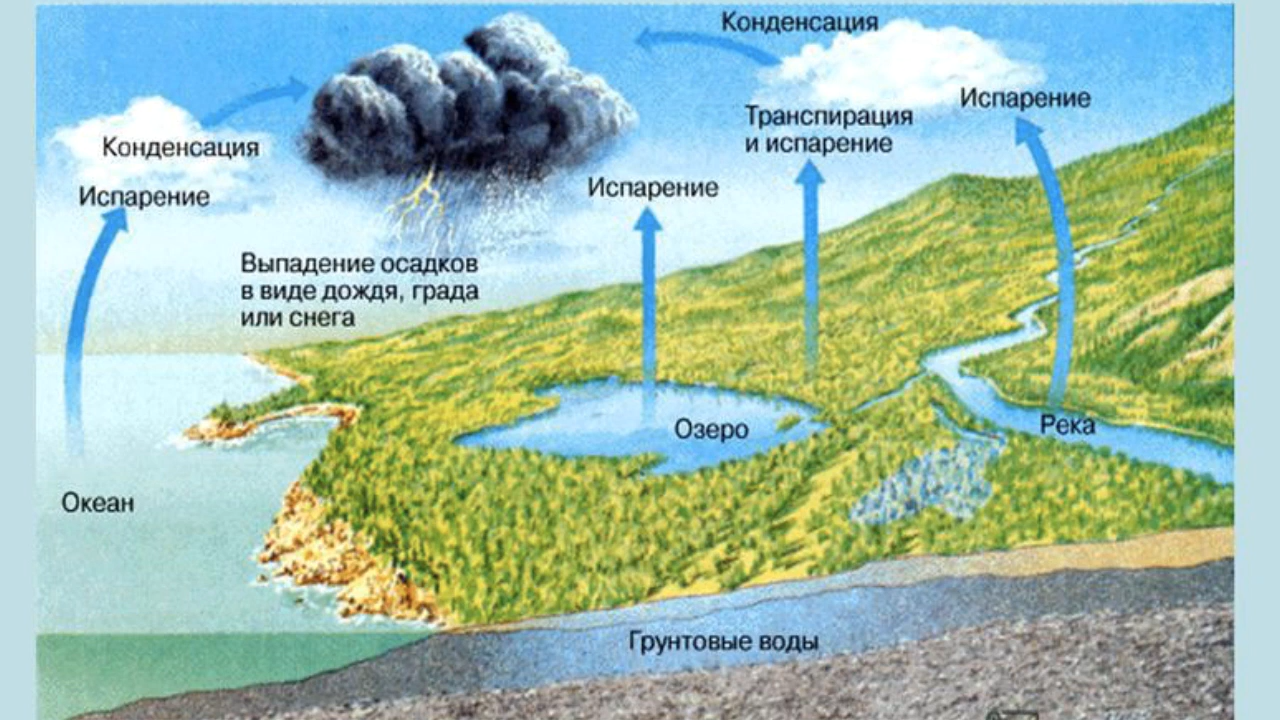 Конденсация
Испарение
Транспирация
и испарение
Конденсация
Испарение
Испарение
Выпадение осадков
в виде дождя, града
или снега
Озеро
Река
Океан
Грунтовые воды